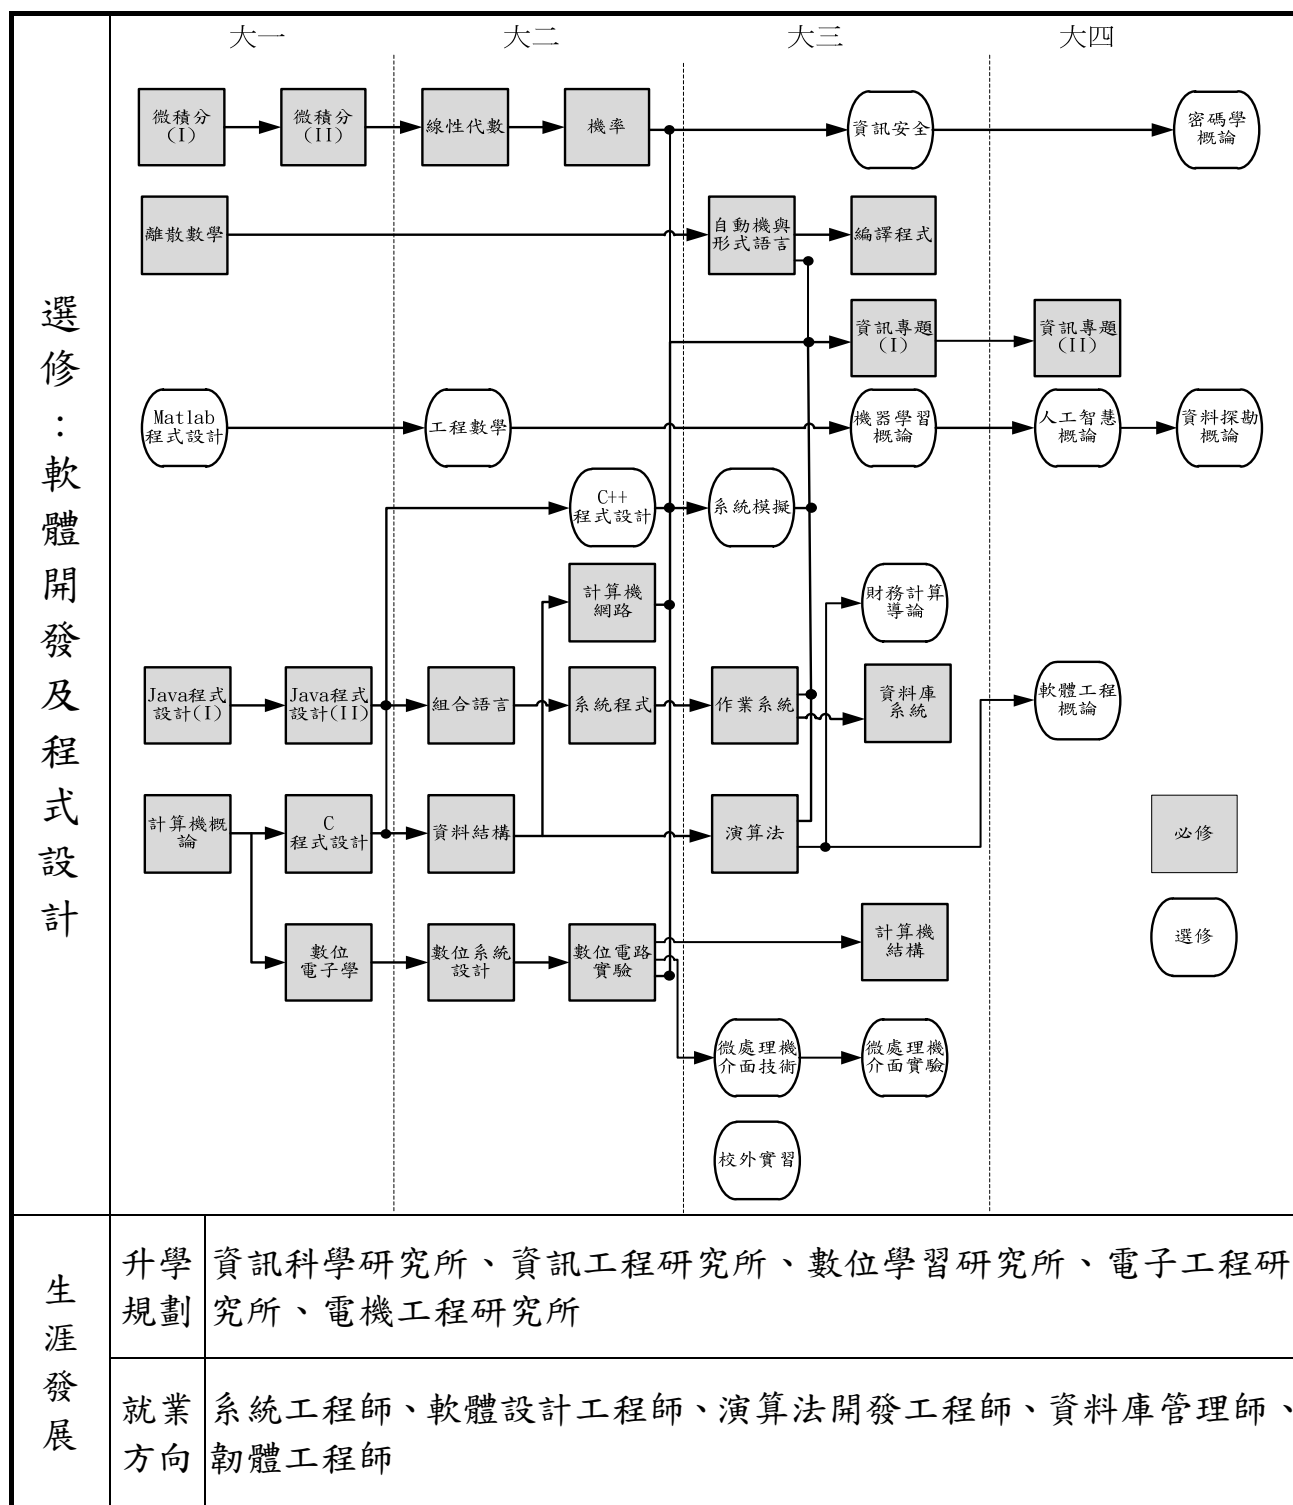 大一
大二
大三
大四
選修：軟體開發及程式設計
微積分
(I)
微積分
(II)
線性代數
機率
資訊安全
密碼學
概論
離散數學
自動機與
形式語言
編譯程式
資訊專題
(I)
資訊專題
(II)
Matlab
程式設計
工程數學
機器學習
概論
人工智慧
概論
資料探勘
概論
C++
程式設計
系統模擬
計算機
網路
財務計算
導論
Java程式
設計(I)
Java程式
設計(II)
組合語言
系統程式
作業系統
資料庫
系統
軟體工程
概論
計算機概
論
C
程式設計
資料結構
演算法
必修
數位
電子學
數位系統
設計
數位電路
實驗
計算機
結構
選修
微處理機
介面技術
微處理機
介面實驗
校外實習
生涯發展
升學
規劃
資訊科學研究所、資訊工程研究所、數位學習研究所、電子工程研
究所、電機工程研究所
就業
方向
系統工程師、軟體設計工程師、演算法開發工程師、資料庫管理師、
韌體工程師